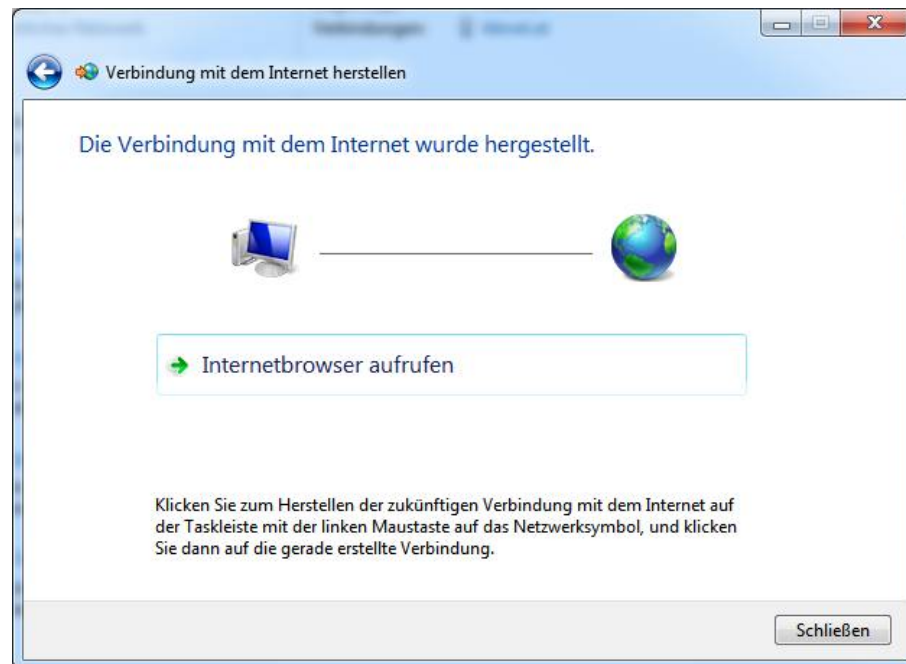 Verbindung mit dem Internet herstellen
Die Verbindung mit dem Internet wurde hergestellt.
Internetbrowser aufrufen
Klicken Sie zum Herstellen der zukünftigen Verbindung mit dem Internet auf
der Taskleiste mit der linken Maustaste auf das Netzwerksymbol, und klicken
Sie dann auf die gerade erstellte Verbindung.
Schließen